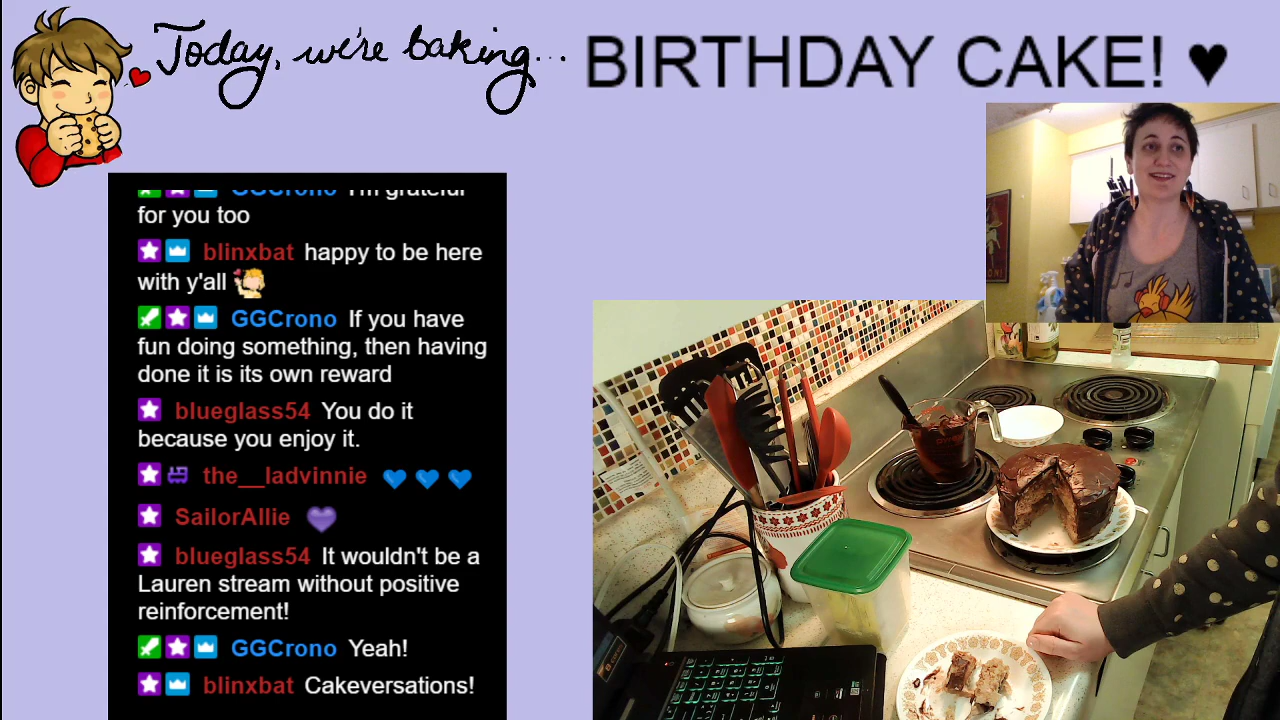 Today, we're baking... BIRTHDAY CAKE! ♥
GGCrono I'm grateful
for you too
blinxbat happy to be here
with y'all
GGCrono If you have
fun doing something, then having
done it is its own reward
blueglass54 You do it
because you enjoy it.
the__ladvinnie 💙 💙 💙
SailorAllie 💜
blueglass54 It wouldn't be a
Lauren stream without positive
reinforcement!
GGCrono Yeah!
blinxbat Cakeversations!